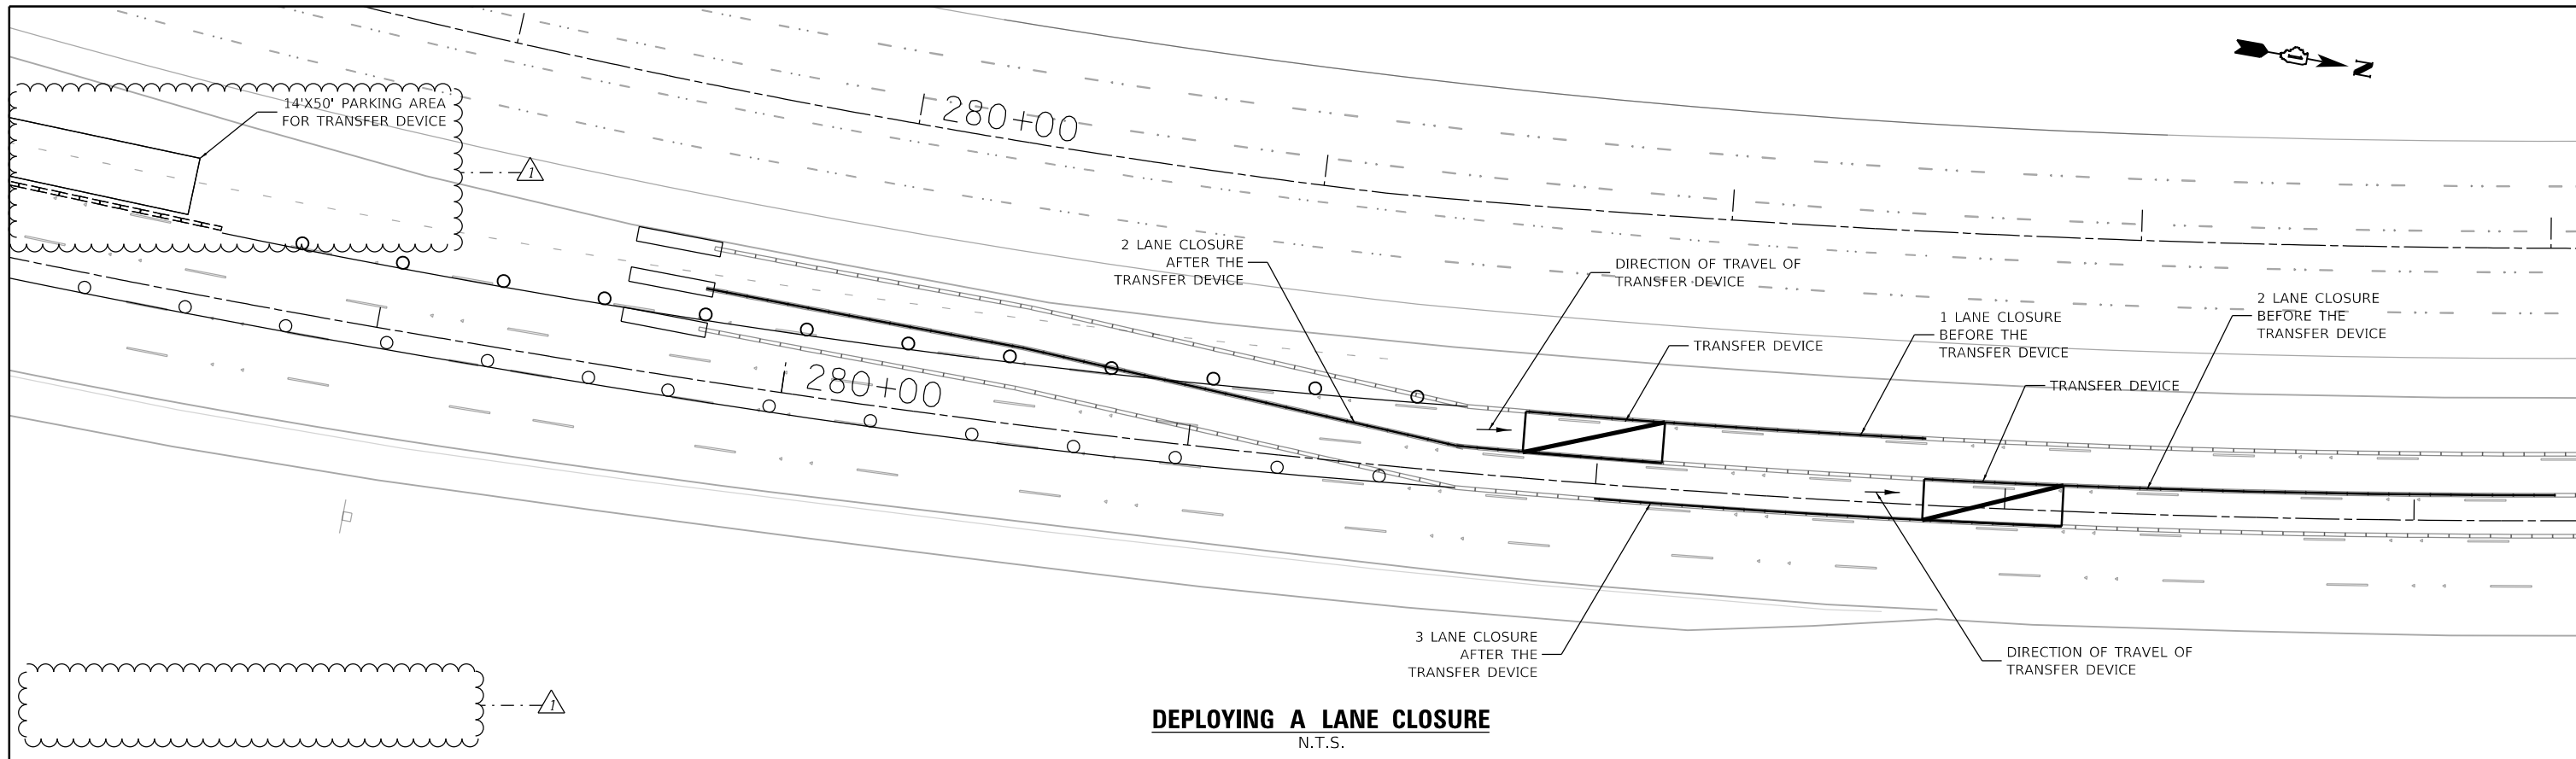 14'X50' PARKING AREA
FOR TRANSFER DEVICE
1
280+00
N
2 LANE CLOSURE
AFTER THE
TRANSFER DEVICE
DIRECTION OF TRAVEL OF
TRANSFER DEVICE
TRANSFER DEVICE
1 LANE CLOSURE
BEFORE THE
TRANSFER DEVICE
2 LANE CLOSURE
BEFORE THE
TRANSFER DEVICE
TRANSFER DEVICE
280+00
3 LANE CLOSURE
AFTER THE
TRANSFER DEVICE
DIRECTION OF TRAVEL OF
TRANSFER DEVICE
1
DEPLOYING A LANE CLOSURE
N.T.S.